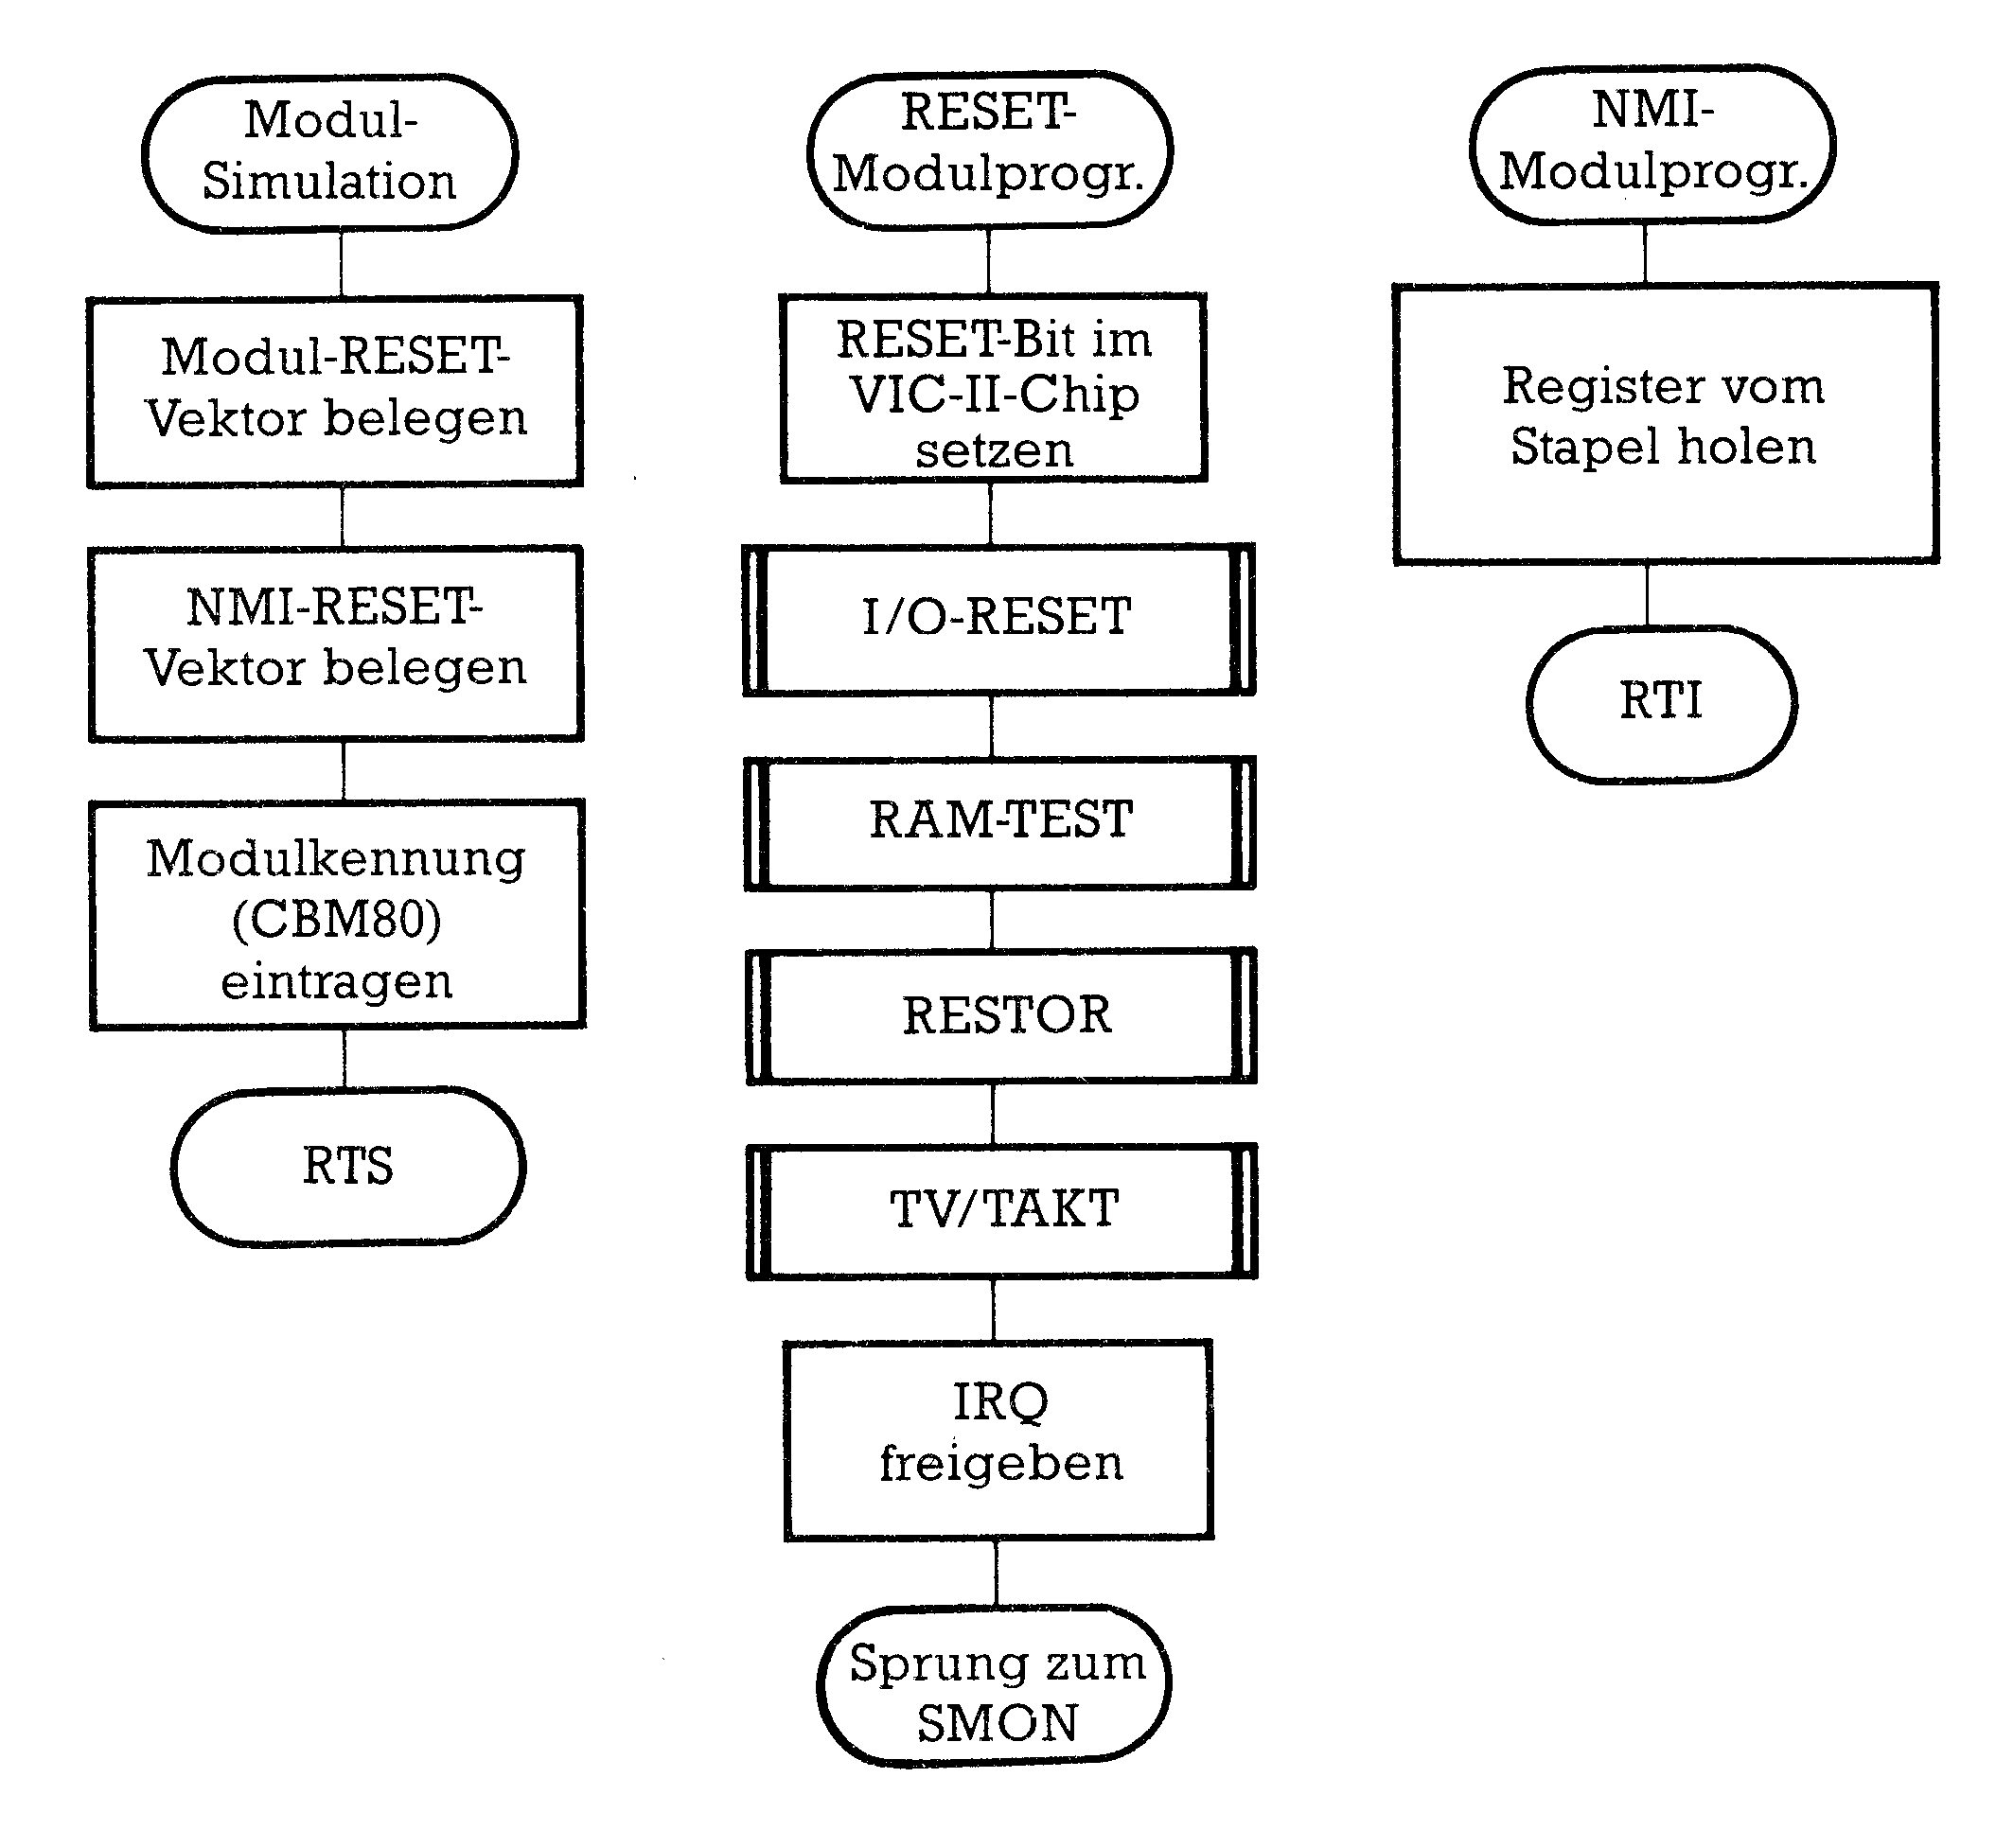 Modul-
Simulation
Modul-RESET-
Vektor belegen
NMI-RESET-
Vektor belegen
Modulkennung
(CBM80)
eintragen
RTS
RESET-
Modulprogr.
RESET-Bit im
VIC-II-Chip
setzen
I/O-RESET
RAM-TEST
RESTOR
TV/TAKT
IRQ
freigeben
Sprung zum
SMON
NMI-
Modulprogr.
Register vom
Stapel holen
RTI